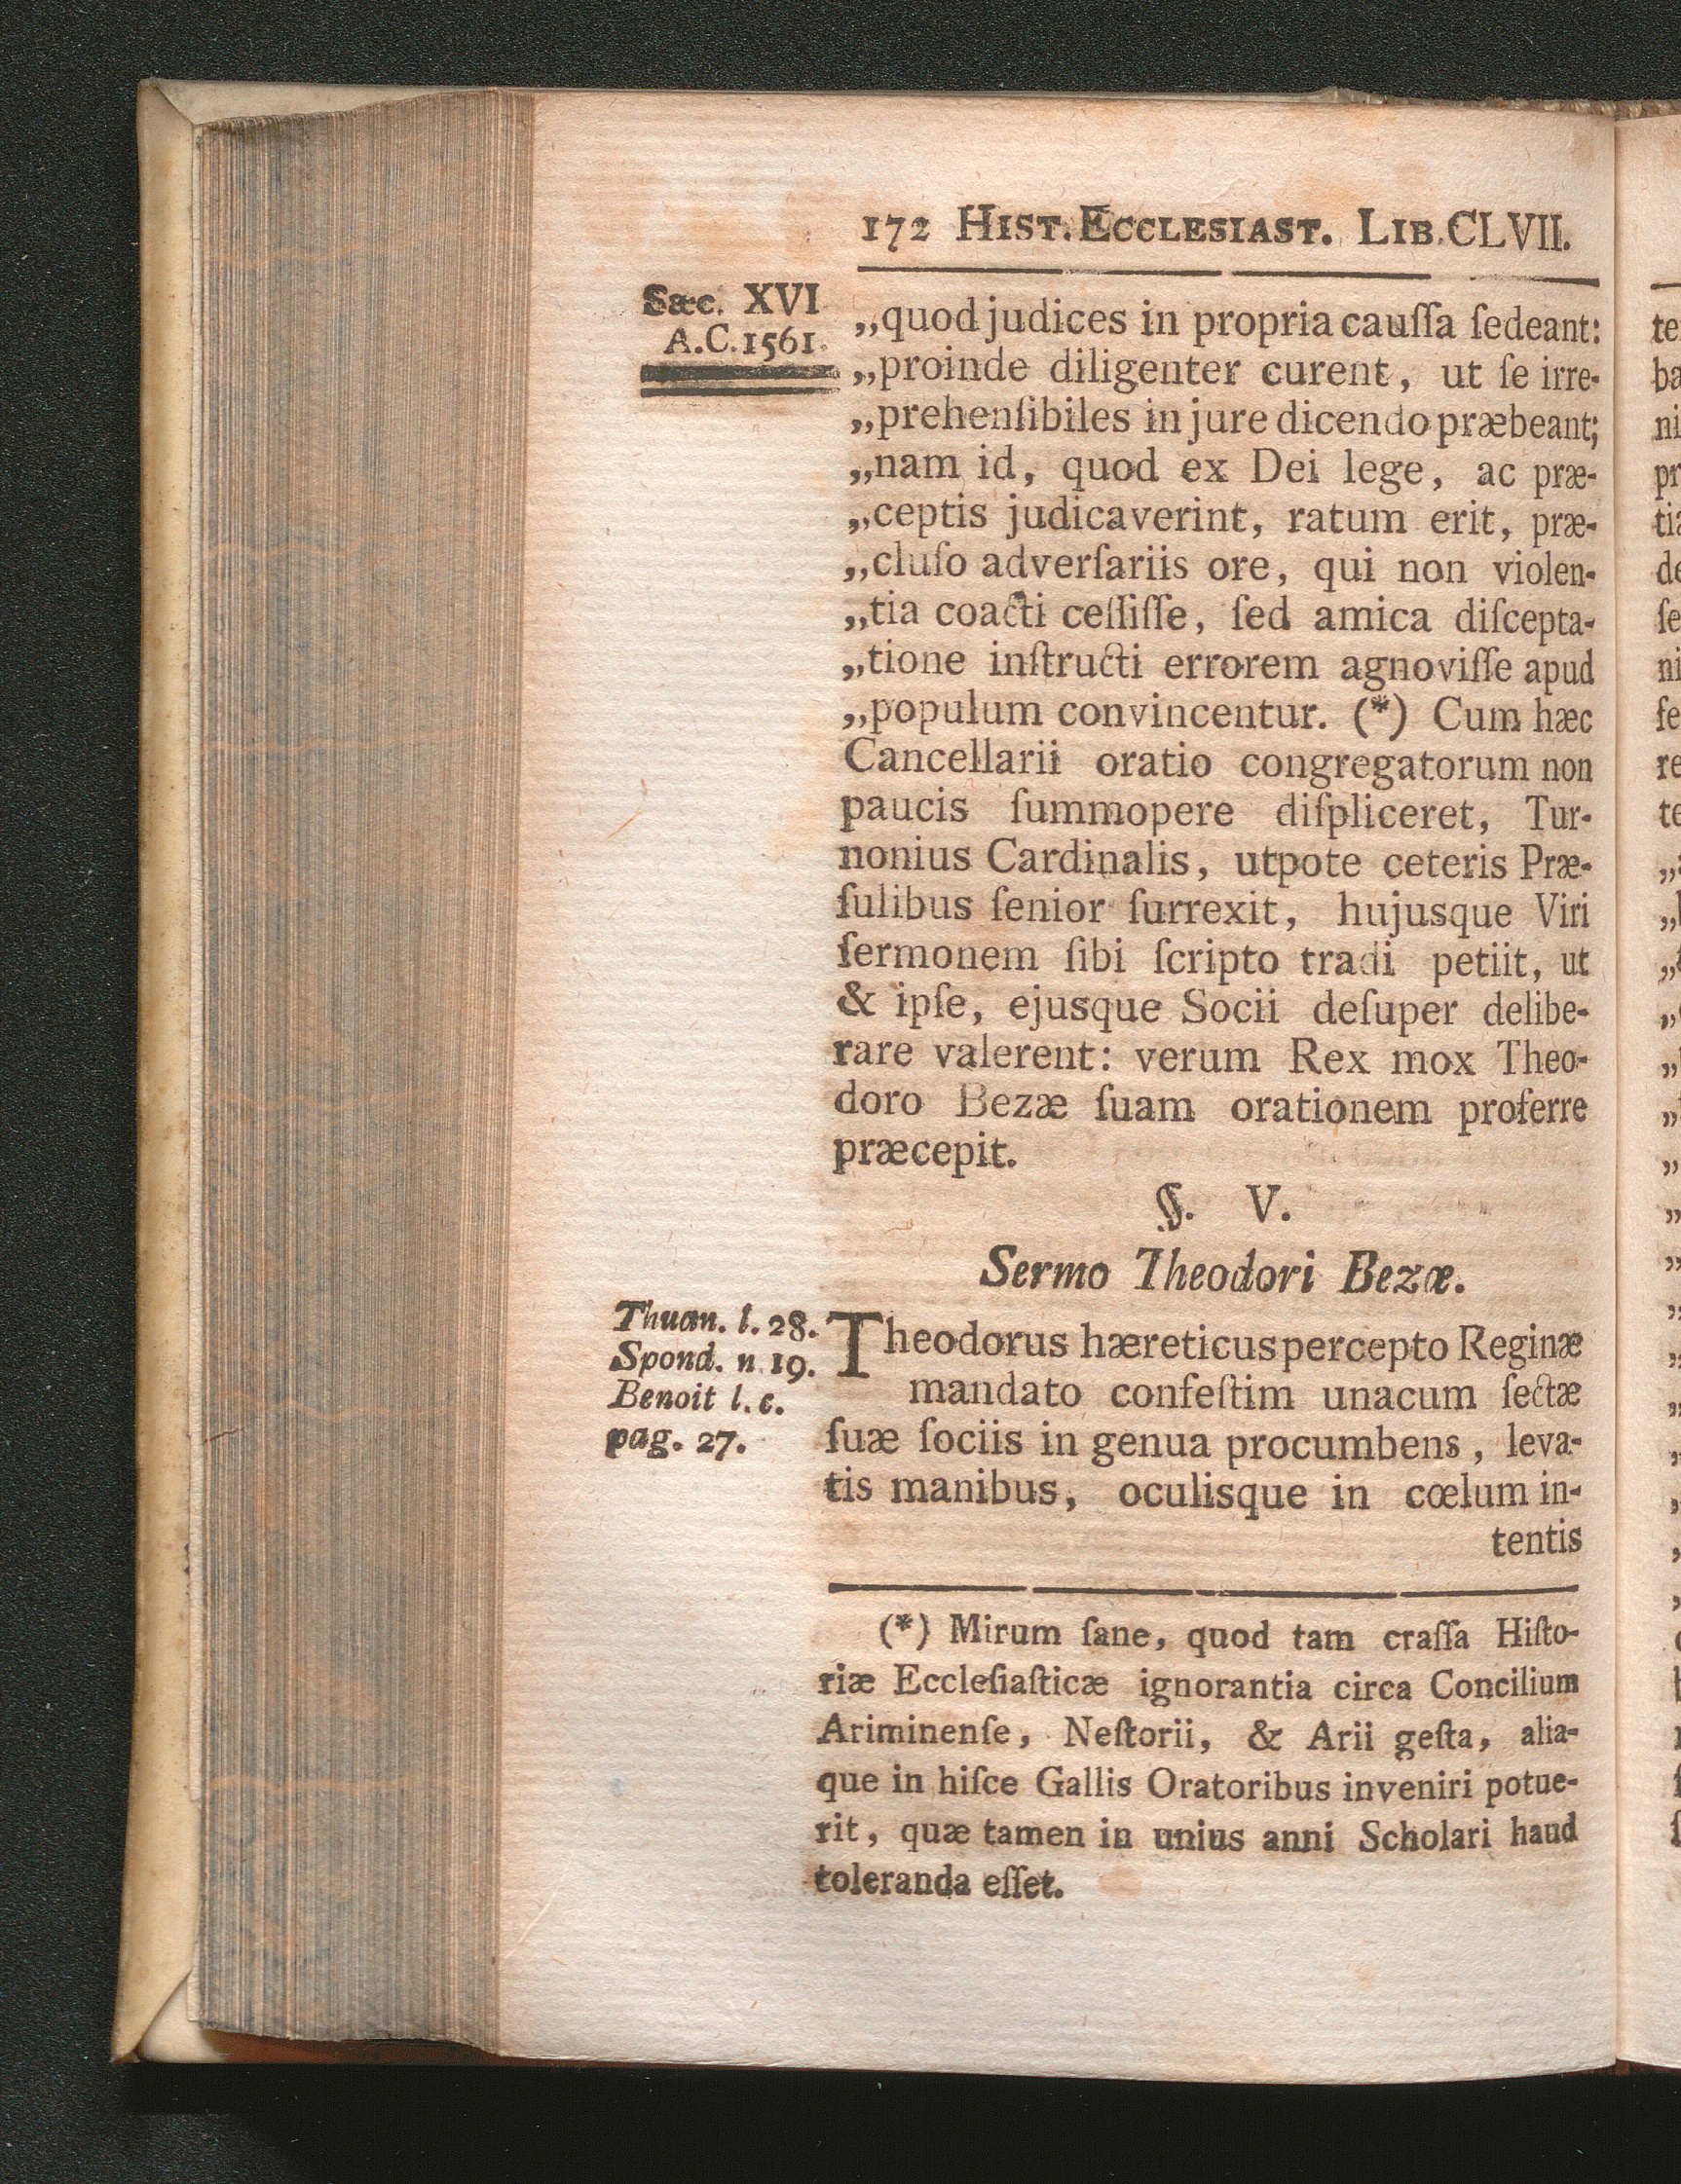 172 HIST. ECCLESIAST. LIB. CLVII.
Sæc. XVI
A.C. 1561.
„quod judices in propria cauſſa ſedeant:
„proinde diligenter curent, ut ſe irre-
„prehenſibiles in jure dicendo præbeant;
„nam id, quod ex Dei lege, ac præ-
„ceptis judicaverint, ratum erit, præ-
„cluſo adverſariis ore, qui non violen-
„tia coacti ceſſiſſe, ſed amica diſcepta-
„tione inſtructi errorem agnoviſſe apud
„populum convincentur. (*) Cum hæc
Cancellarii oratio congregatorum non
paucis ſummopere diſpliceret, Tur-
nonius Cardinalis, utpote ceteris Præ-
ſulibus ſenior ſurrexit, hujusque Viri
ſermonem ſibi ſcripto tradi petiit, ut
& ipſe, ejusque Socii deſuper delibe-
rare valerent: verum Rex mox Theo-
doro Bezæ ſuam orationem proferre
præcepit.
§. V.
Sermo Theodori Bezæ.
Thuan. l. 28.
Spond. n. 19.
Benoit l. c.
pag. 27.
Theodorus hæreticus percepto Reginæ
mandato confeſtim unacum ſectæ
ſuæ ſociis in genua procumbens, leva-
tis manibus, oculisque in cœlum in-
tentis
(*) Mirum ſane, quod tam craſſa Hiſto-
riæ Eccleſiaſticæ ignorantia circa Concilium
Ariminenſe, Neſtorii, & Arii geſta, alia-
que in hiſce Gallis Oratoribus inveniri potue-
rit, quæ tamen in unius anni Scholari haud
toleranda eſſet.